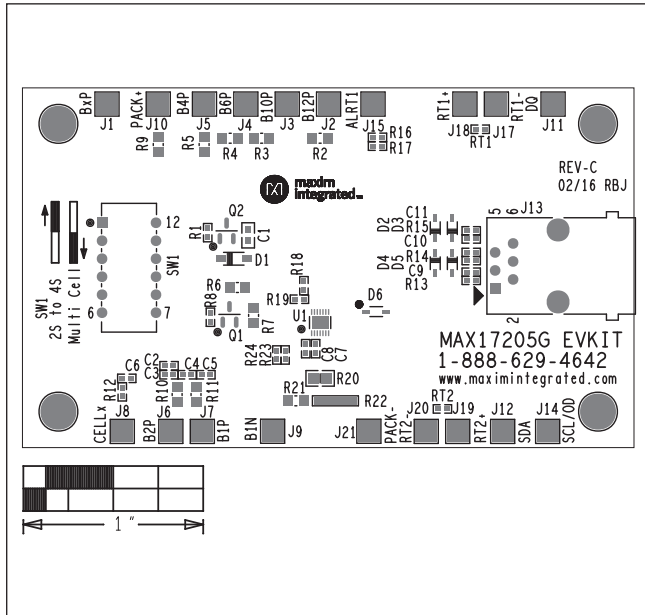 BxP PACK+ B4P B6P B10P B12P ALRT1 RT1+ RT1- DQ
J1 J10 J5 J4 J3 J2 J15 J18 J17 J11
R9 R5 R4 R3 R2 R16 R17 RT1
maxim integrated™
REV-C
02/16 RBJ
12
SW1
6 7
SW1
2S to 4S
Multi Cell
R1 Q2 C1
D1
R6
R8 Q1 R7
R18
R19
U1
D6
D2 D3 C11
R15
C10
D4 D5 R14
C9
R13
5 6 J13
2
MAX17205G EVKIT
1-888-629-4642
www.maximintegrated.com
R24 R23 C8 C7
R20
R21 R22
C2
C3 C4 C5
C6
R12 R10 R11
RT2
J8 J6 J7 J9 J21 J20 J19 J12 J14
CELLx B2P B1P B1N PACK- RT2- RT2+ SDA SCL/OD
1 "